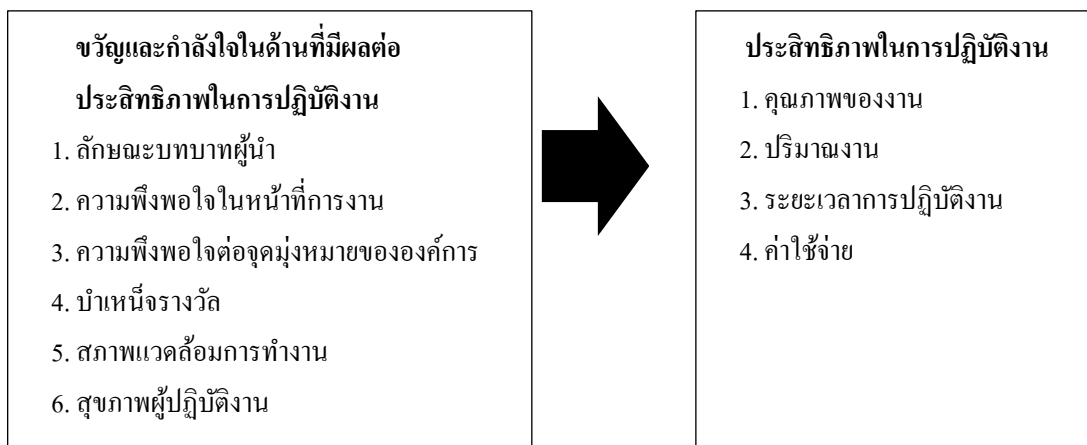 ขวัญและกำลังใจในด้านที่มีผลต่อ
ประสิทธิภาพในการปฏิบัติงาน
1. ลักษณะบทบาทผู้นำ
2. ความพึงพอใจในหน้าที่การงาน
3. ความพึงพอใจต่อจุดมุ่งหมายขององค์การ
4. บำเหน็จรางวัล
5. สภาพแวดล้อมการทำงาน
6. สุขภาพผู้ปฏิบัติงาน
ประสิทธิภาพในการปฏิบัติงาน
1. คุณภาพของงาน
2. ปริมาณงาน
3. ระยะเวลาการปฏิบัติงาน
4. ค่าใช้จ่าย